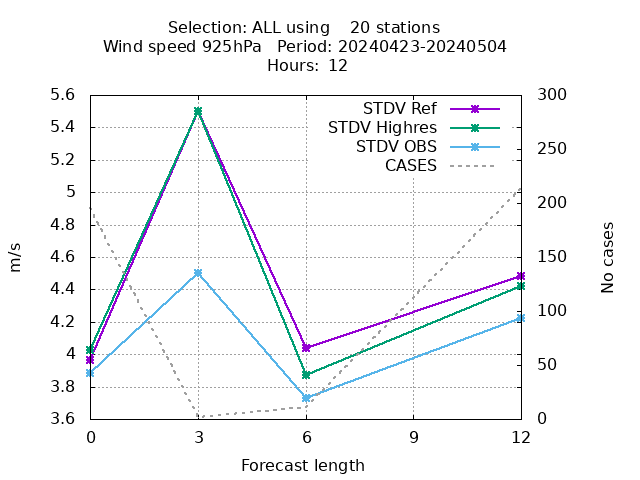 Selection: ALL using    20 stations
Wind speed 925hPa   Period: 20240423-20240504
Hours:  12
5.6
5.4
5.2
5
4.8
4.6
4.4
4.2
4
3.8
3.6
m/s
STDV Ref
STDV Highres
STDV OBS
CASES
300
250
200
150
100
50
0
No cases
0 3 6 9 12
Forecast length